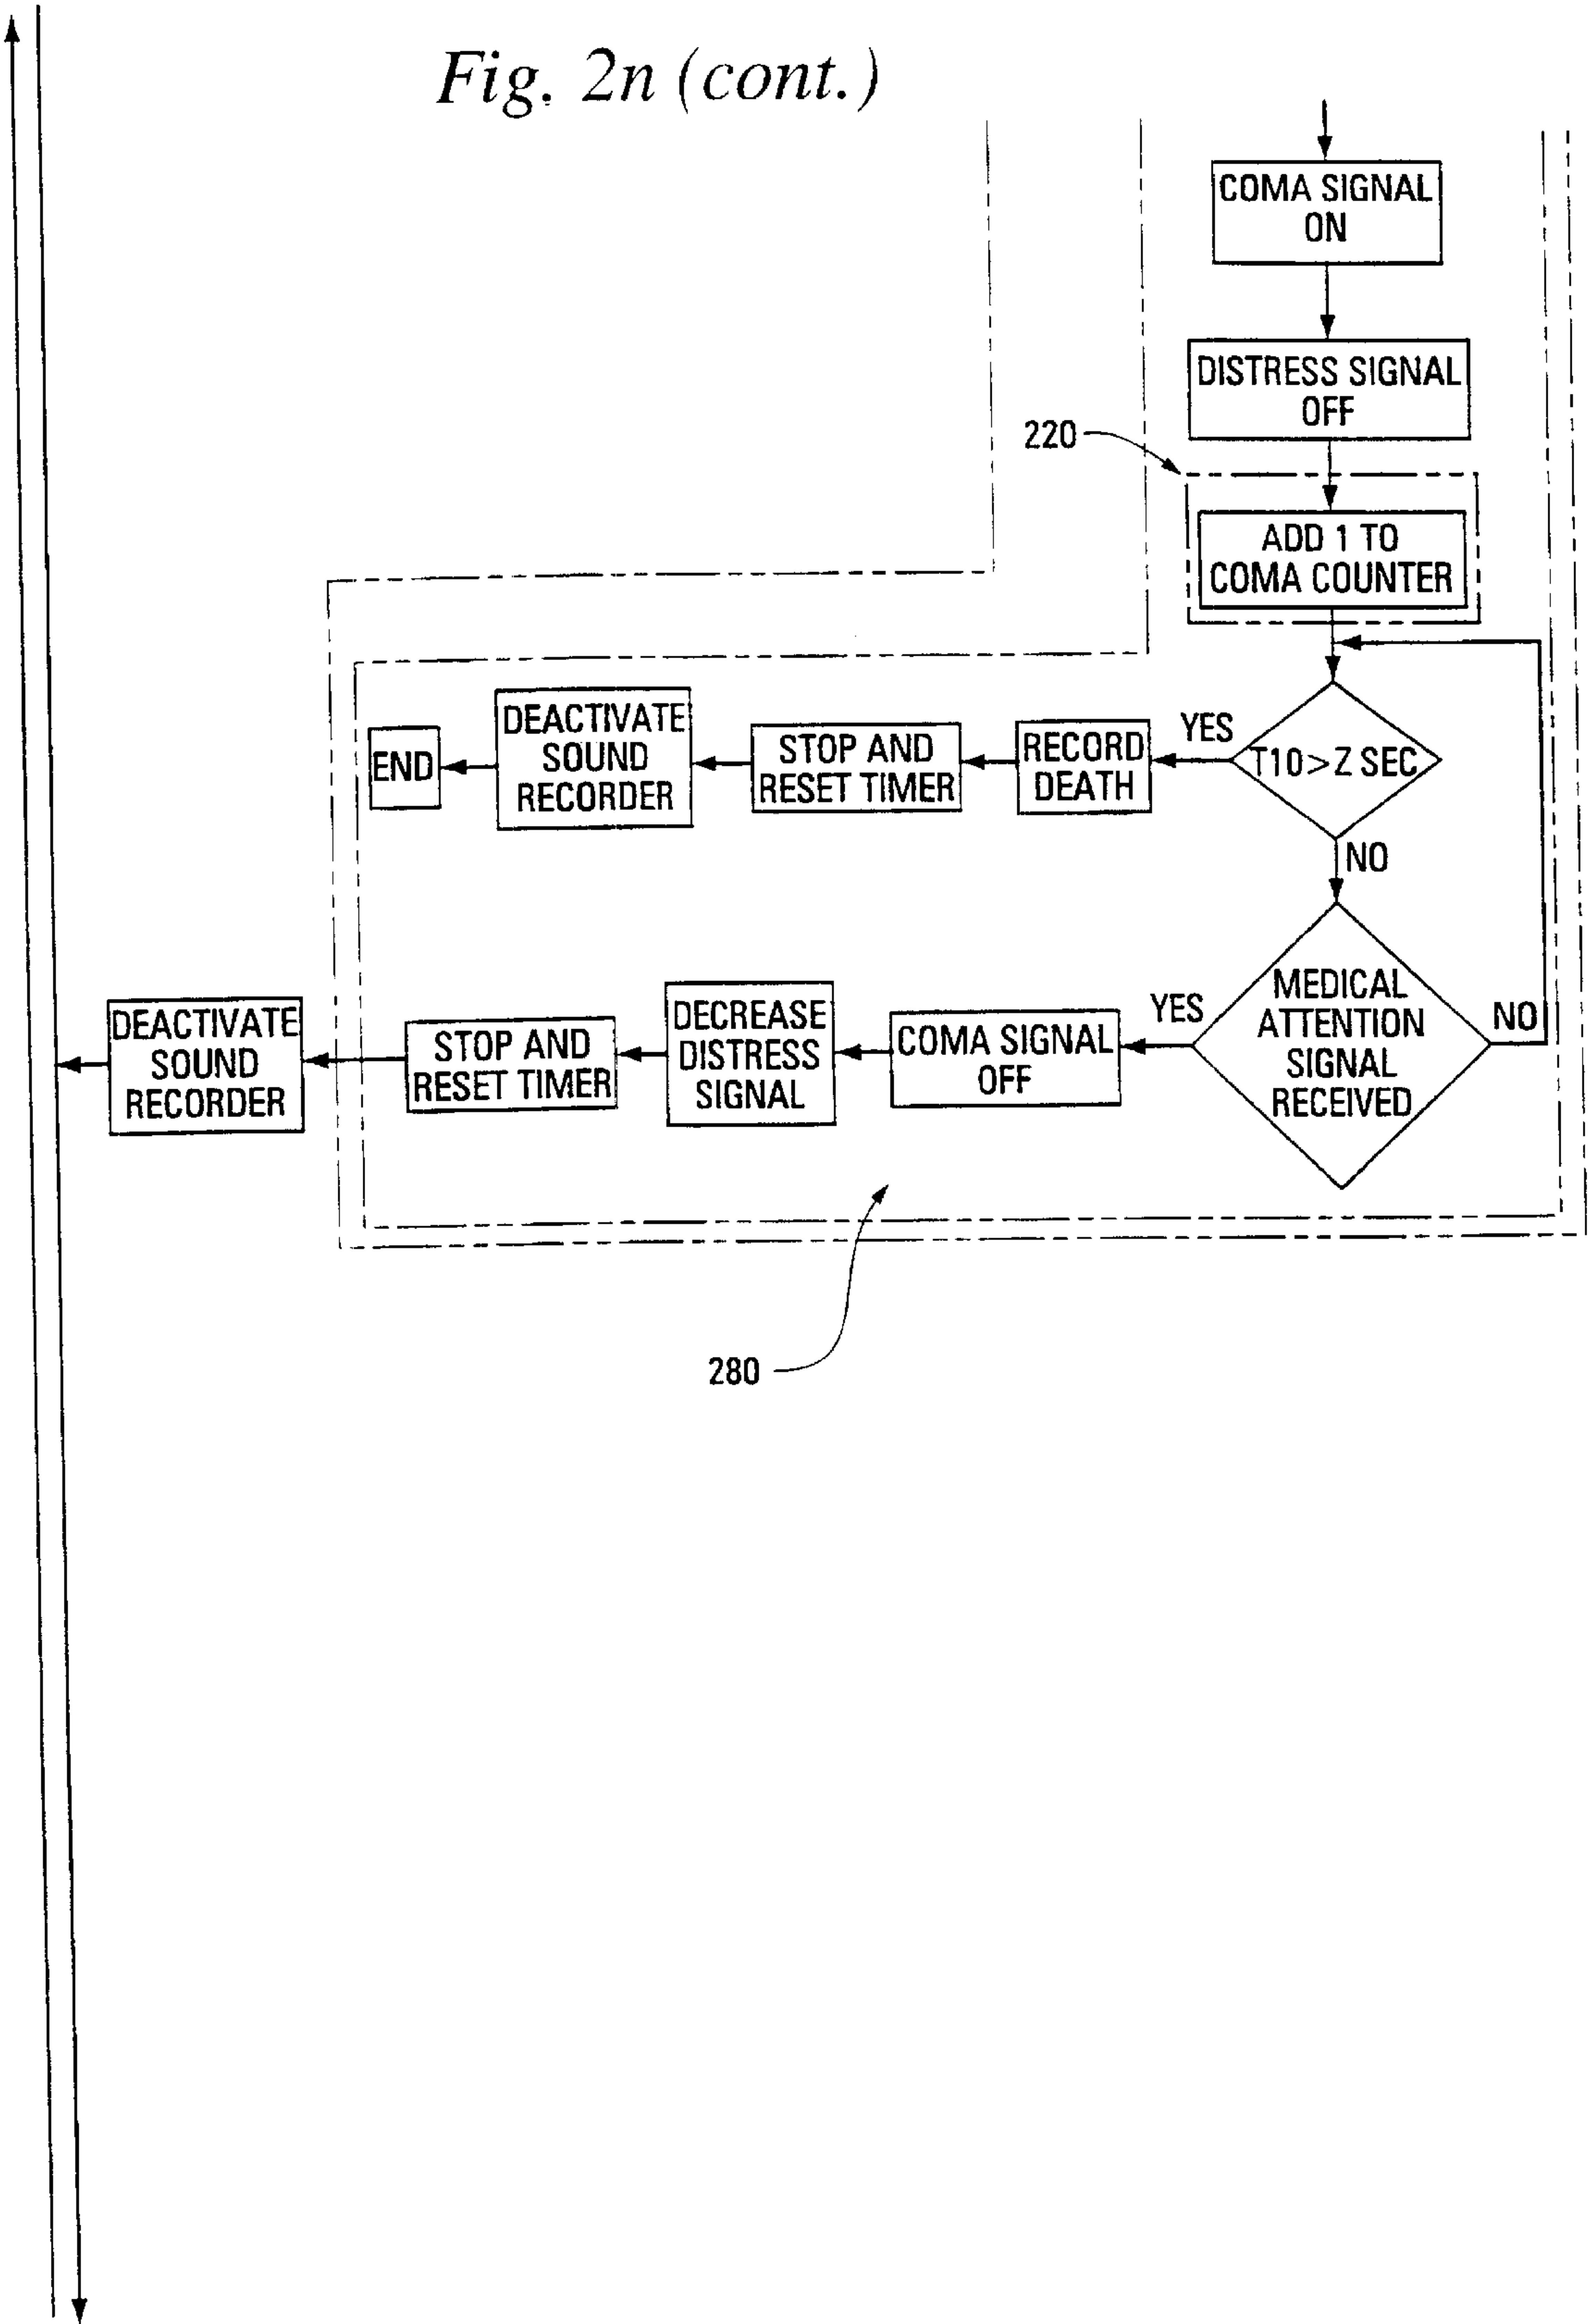 Fig. 2n (cont.)
COMA SIGNAL
ON
DISTRESS SIGNAL
OFF
220
ADD 1 TO
COMA COUNTER
T10>Z SEC
YES
RECORD
DEATH
STOP AND
RESET TIMER
DEACTIVATE
SOUND
RECORDER
END
NO
MEDICAL
ATTENTION
SIGNAL
RECEIVED
NO
YES
COMA SIGNAL
OFF
DECREASE
DISTRESS
SIGNAL
STOP AND
RESET TIMER
DEACTIVATE
SOUND
RECORDER
280